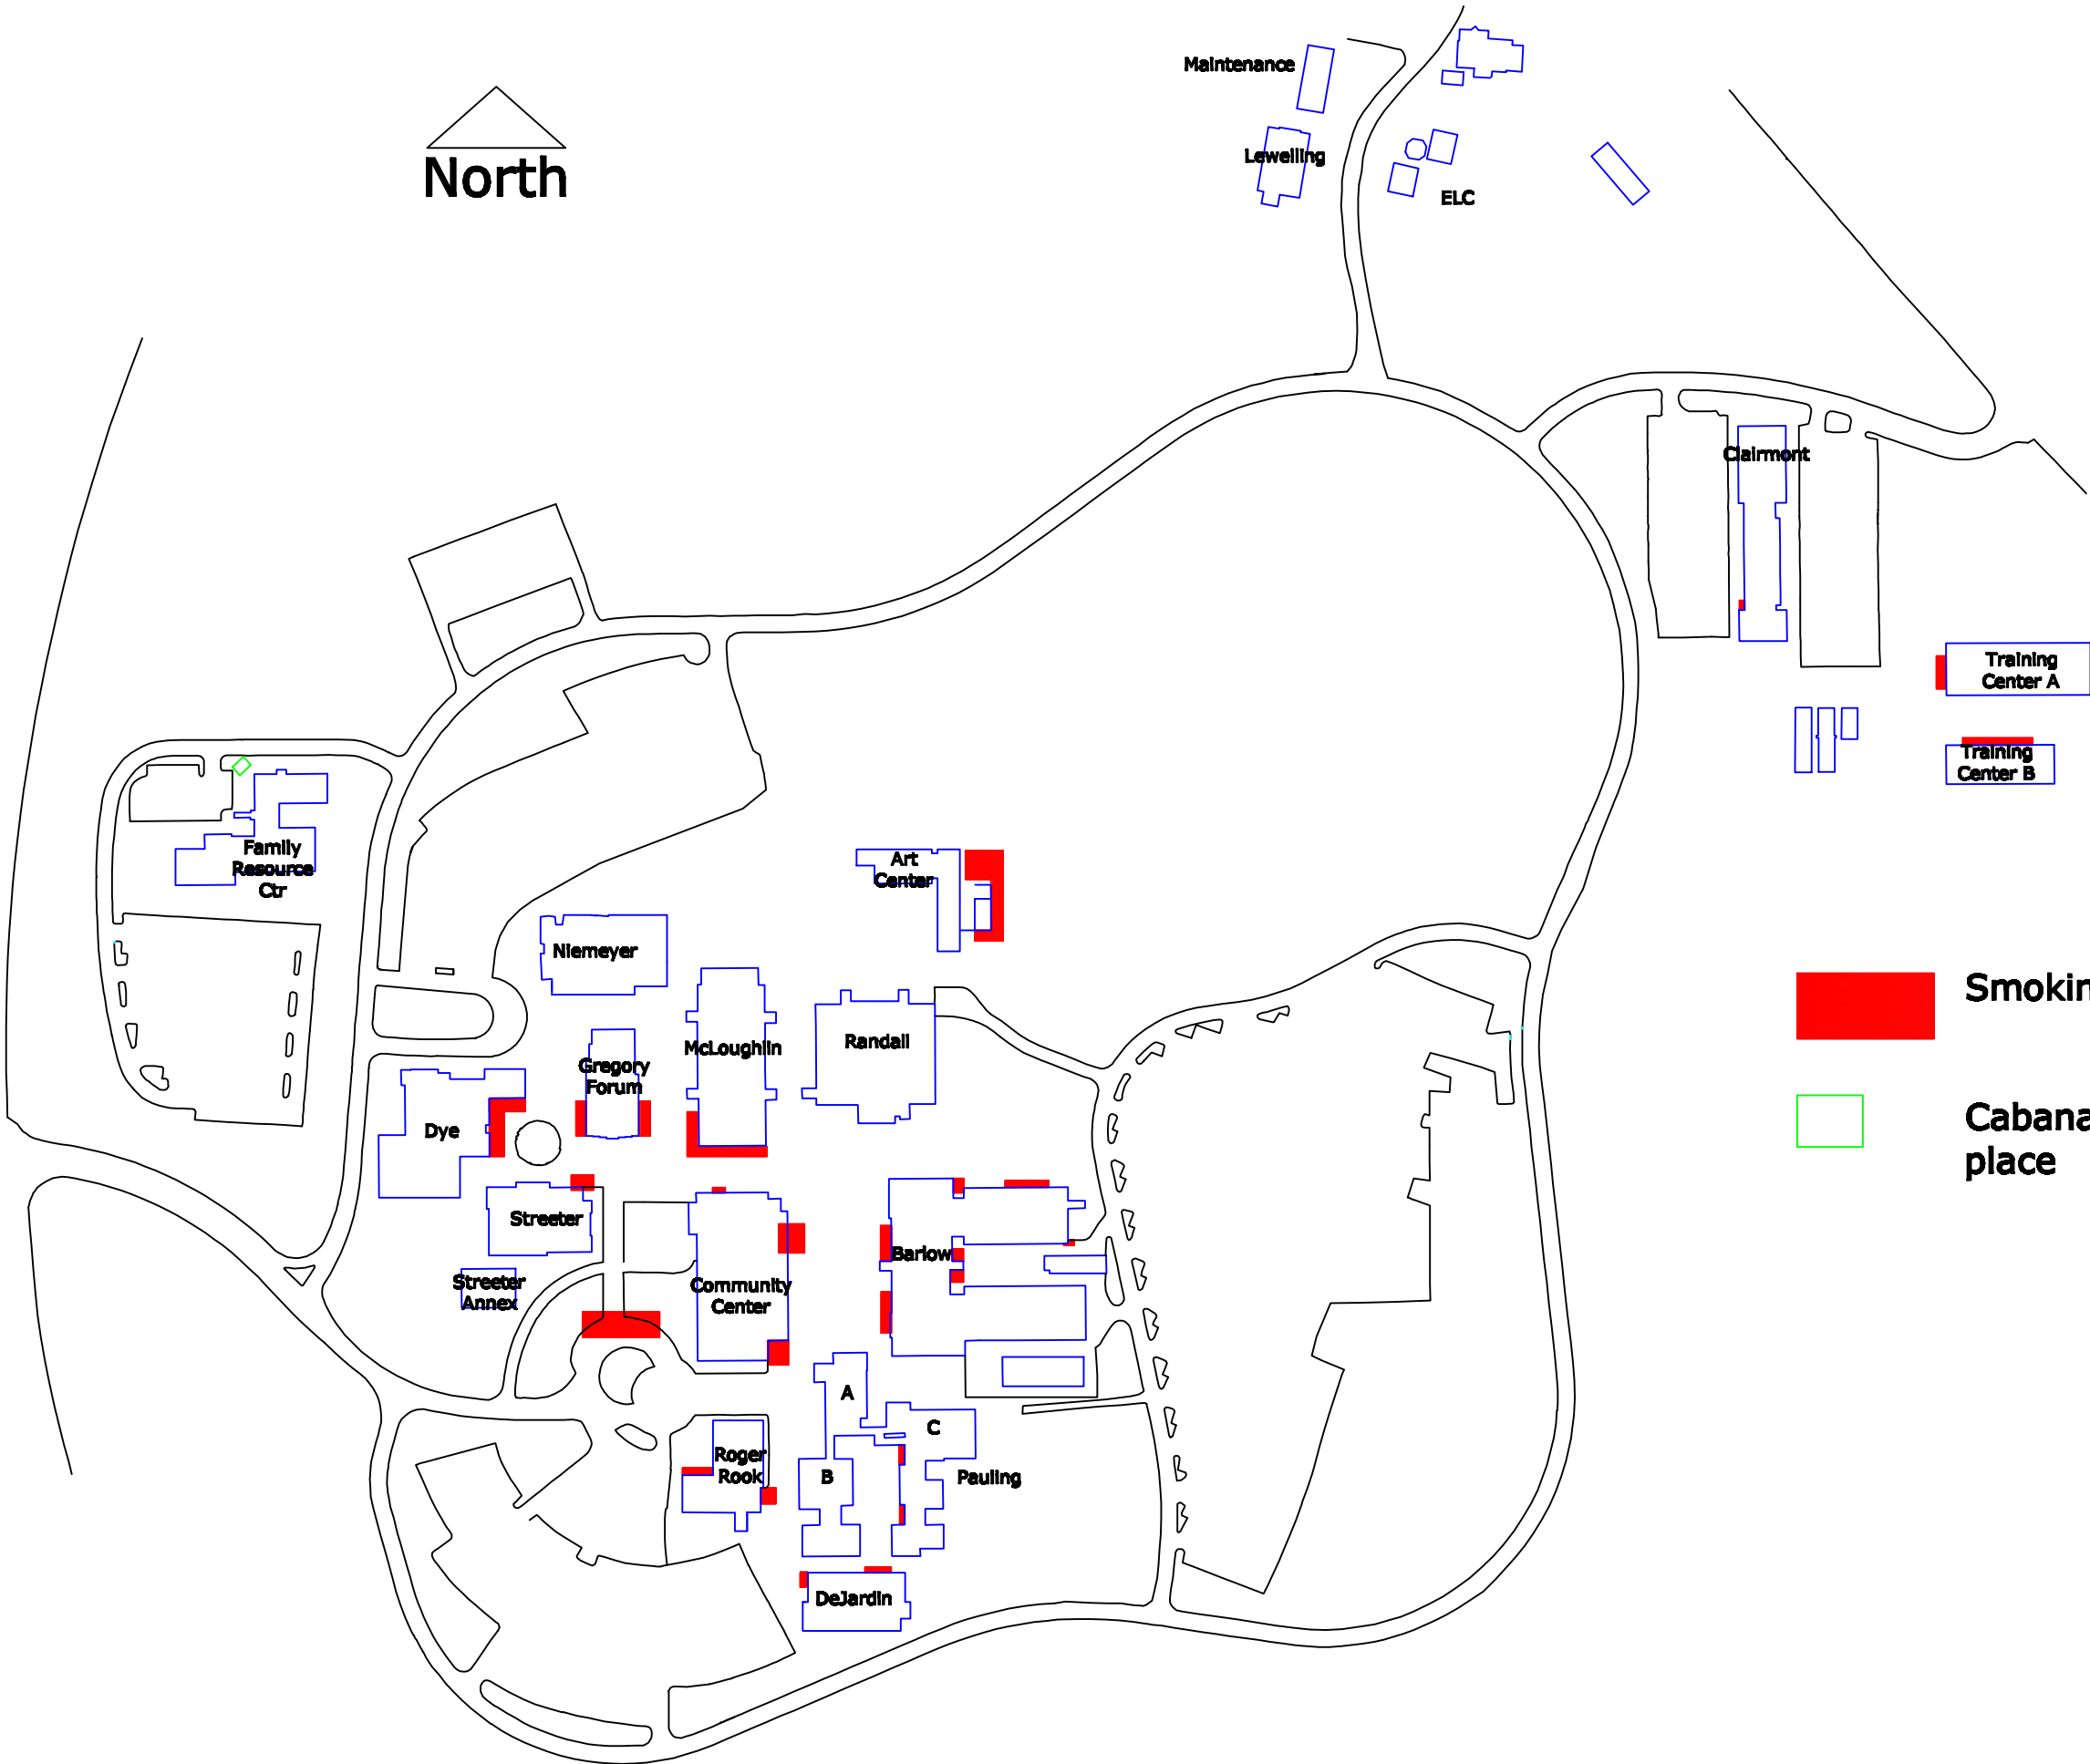 Maintenance
North
Lewelling
ELC
Clairmont
Training
Center A
Training
Center B
Family
Resource
Ctr
Art
Center
Niemeyer
McLoughlin
Randall
Gregory
Forum
Dye
Streeter
Streeter
Annex
Community
Center
Barlow
A
C
B
Roger
Rook
Pauling
DeJardin
Smokin
Cabana
place